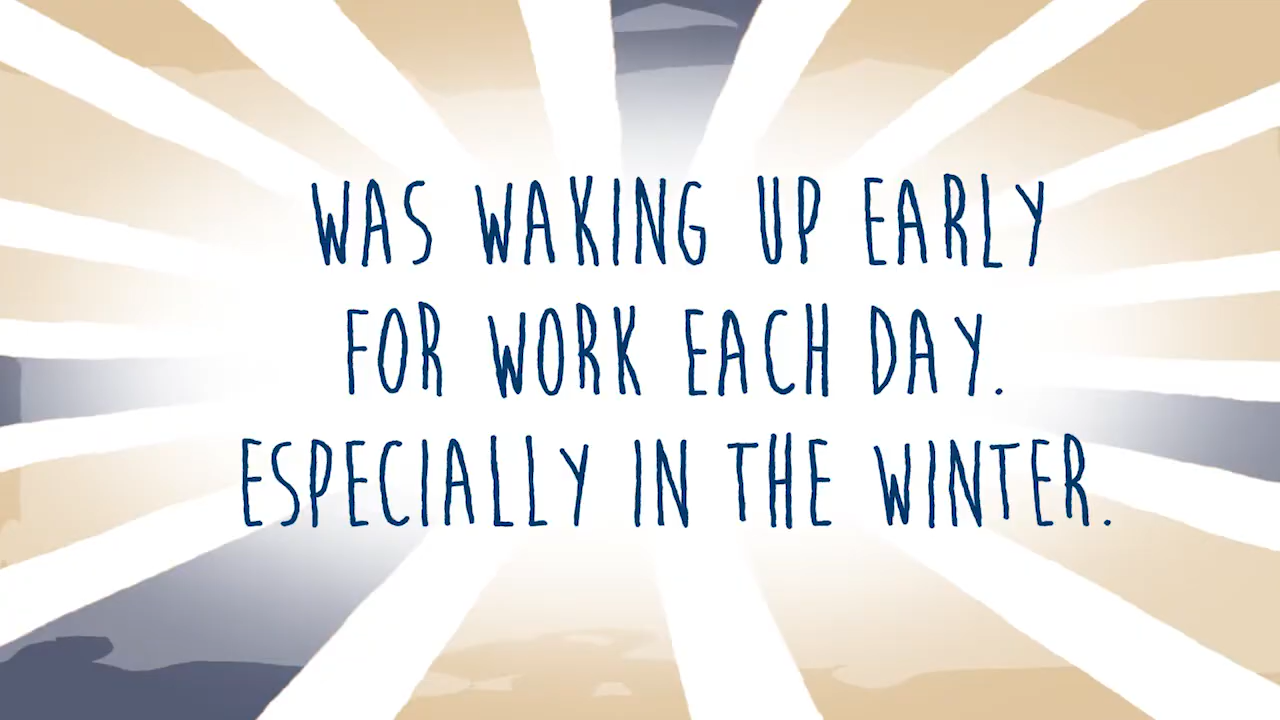 WAS WAKING UP EARLY
FOR WORK EACH DAY.
ESPECIALLY IN THE WINTER.